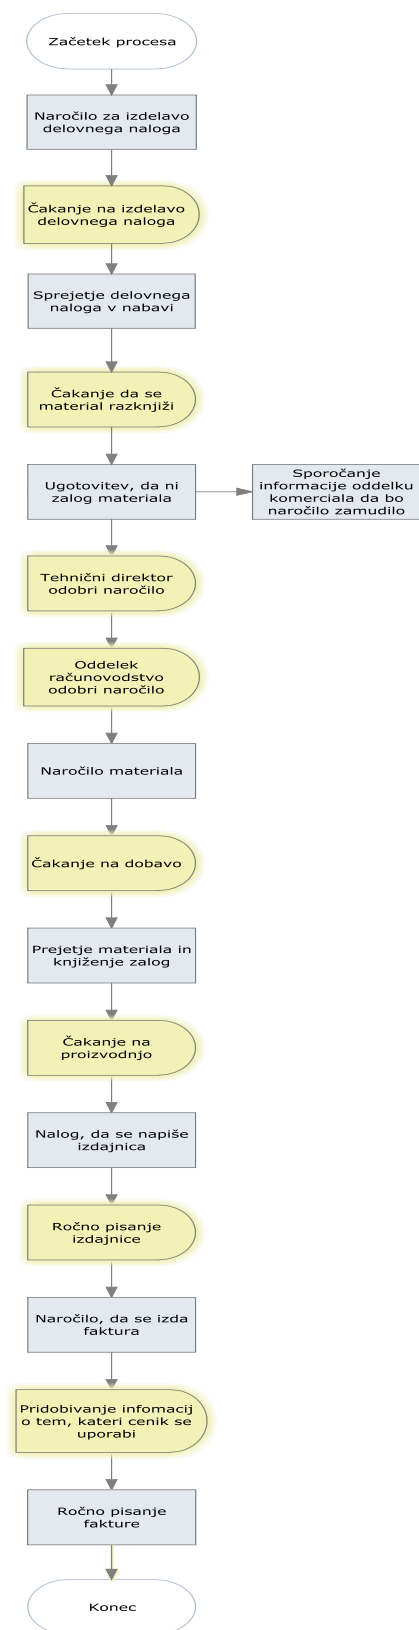 Začetek procesa
Naročilo za izdelavo
delovnega naloga
Čakanje na izdelavo
delovnega naloga
Sprejetje delovnega
naloga v nabavi
Čakanje da se
material razknjiži
Ugotovitev, da ni
zalog materiala
Sporočanje
informacije oddelku
komerciala da bo
naročilo zamudilo
Tehnični direktor
odobri naročilo
Oddelek
računovodstvo
odobri naročilo
Naročilo materiala
Čakanje na dobavo
Prejetje materiala in
knjiženje zalog
Čakanje na
proizvodnjo
Nalog, da se napiše
izdajnica
Ročno pisanje
izdajnice
Naročilo, da se izda
faktura
Pridobivanje infomacij
o tem, kateri cenik se
uporabi
Ročno pisanje
fakture
Konec